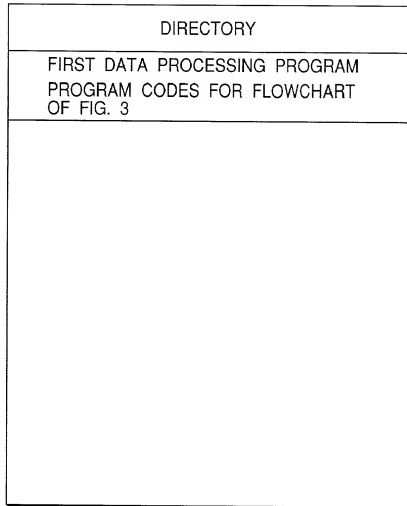 DIRECTORY
FIRST DATA PROCESSING PROGRAM
PROGRAM CODES FOR FLOWCHART
OF FIG. 3